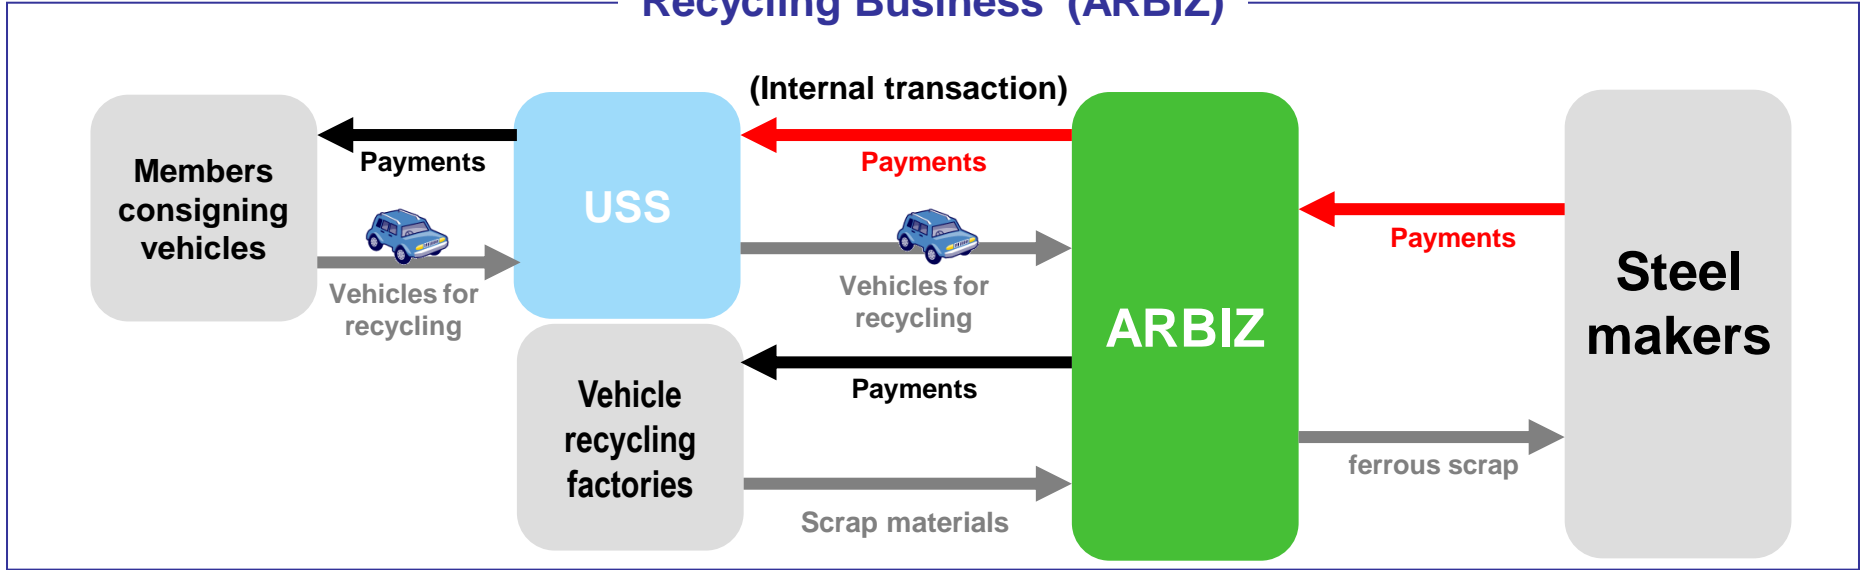 Recycling Business (ARBIZ)
(Internal transaction)
Members
consigning
vehicles
Payments
Vehicles for
recycling
USS
Payments
Vehicles for
recycling
Vehicle
recycling
factories
Payments
Scrap materials
ARBIZ
Payments
ferrous scrap
Steel
makers